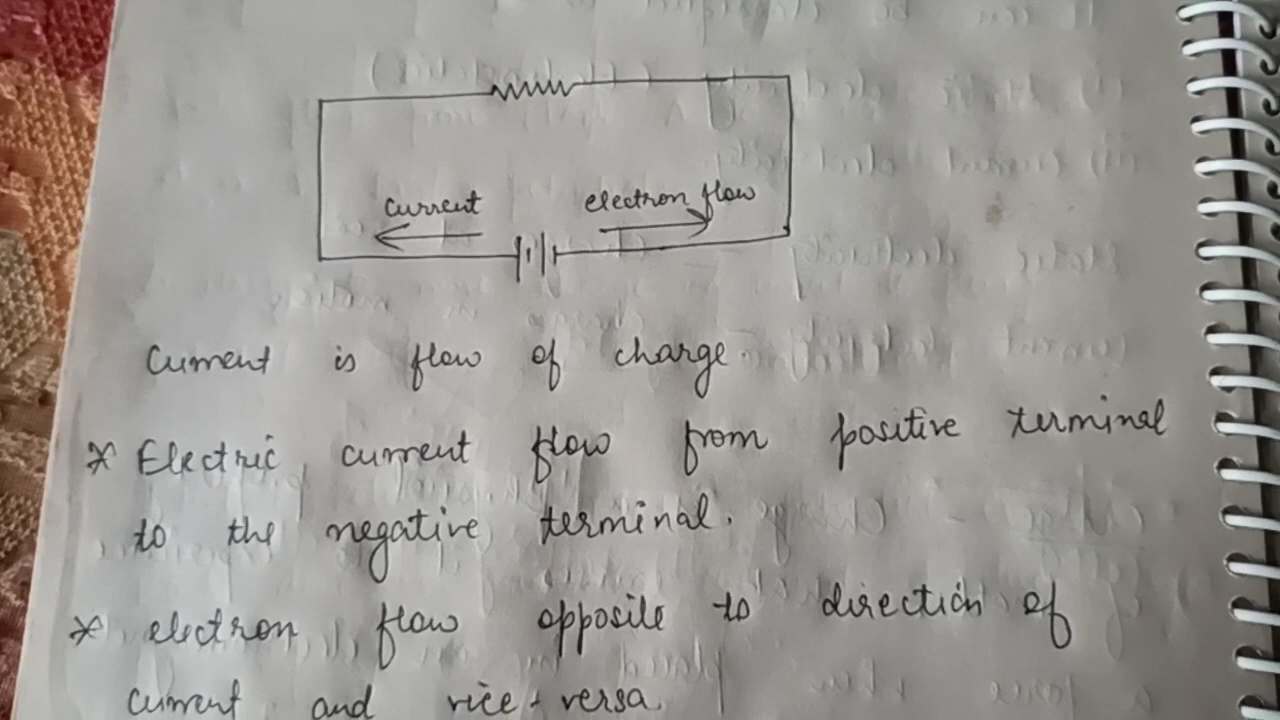 current
electron flow
Current is flow of charge.
* Electric current flow from positive terminal
to the negative terminal.
* electron flow opposite to direction of
current and vice-versa